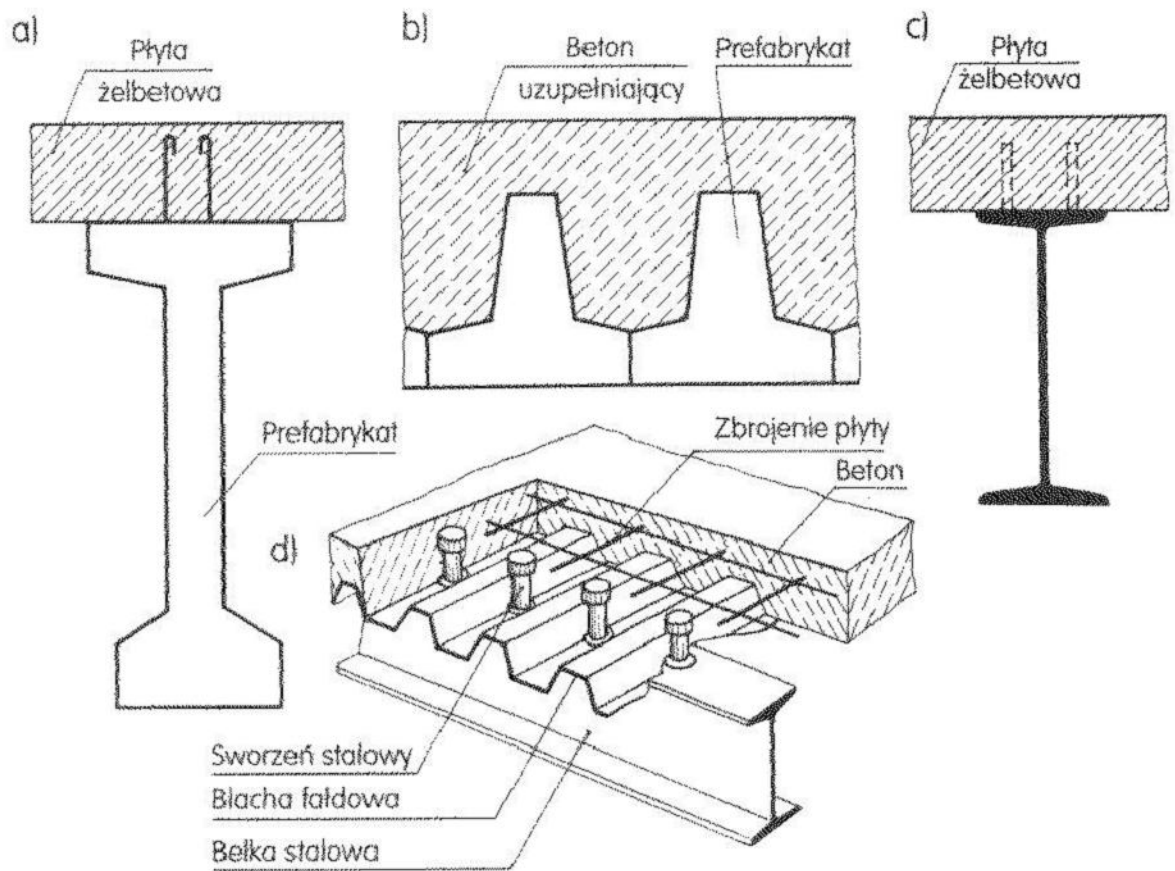 a)
Płyta
żelbetowa
b)
Beton
uzupełniający
Prefabrykat
c)
Płyta
żelbetowa
Prefabrykat
d)
Zbrojenie płyty
Beton
Sworzeń stalowy
Blacha fałdowa
Belka stalowa